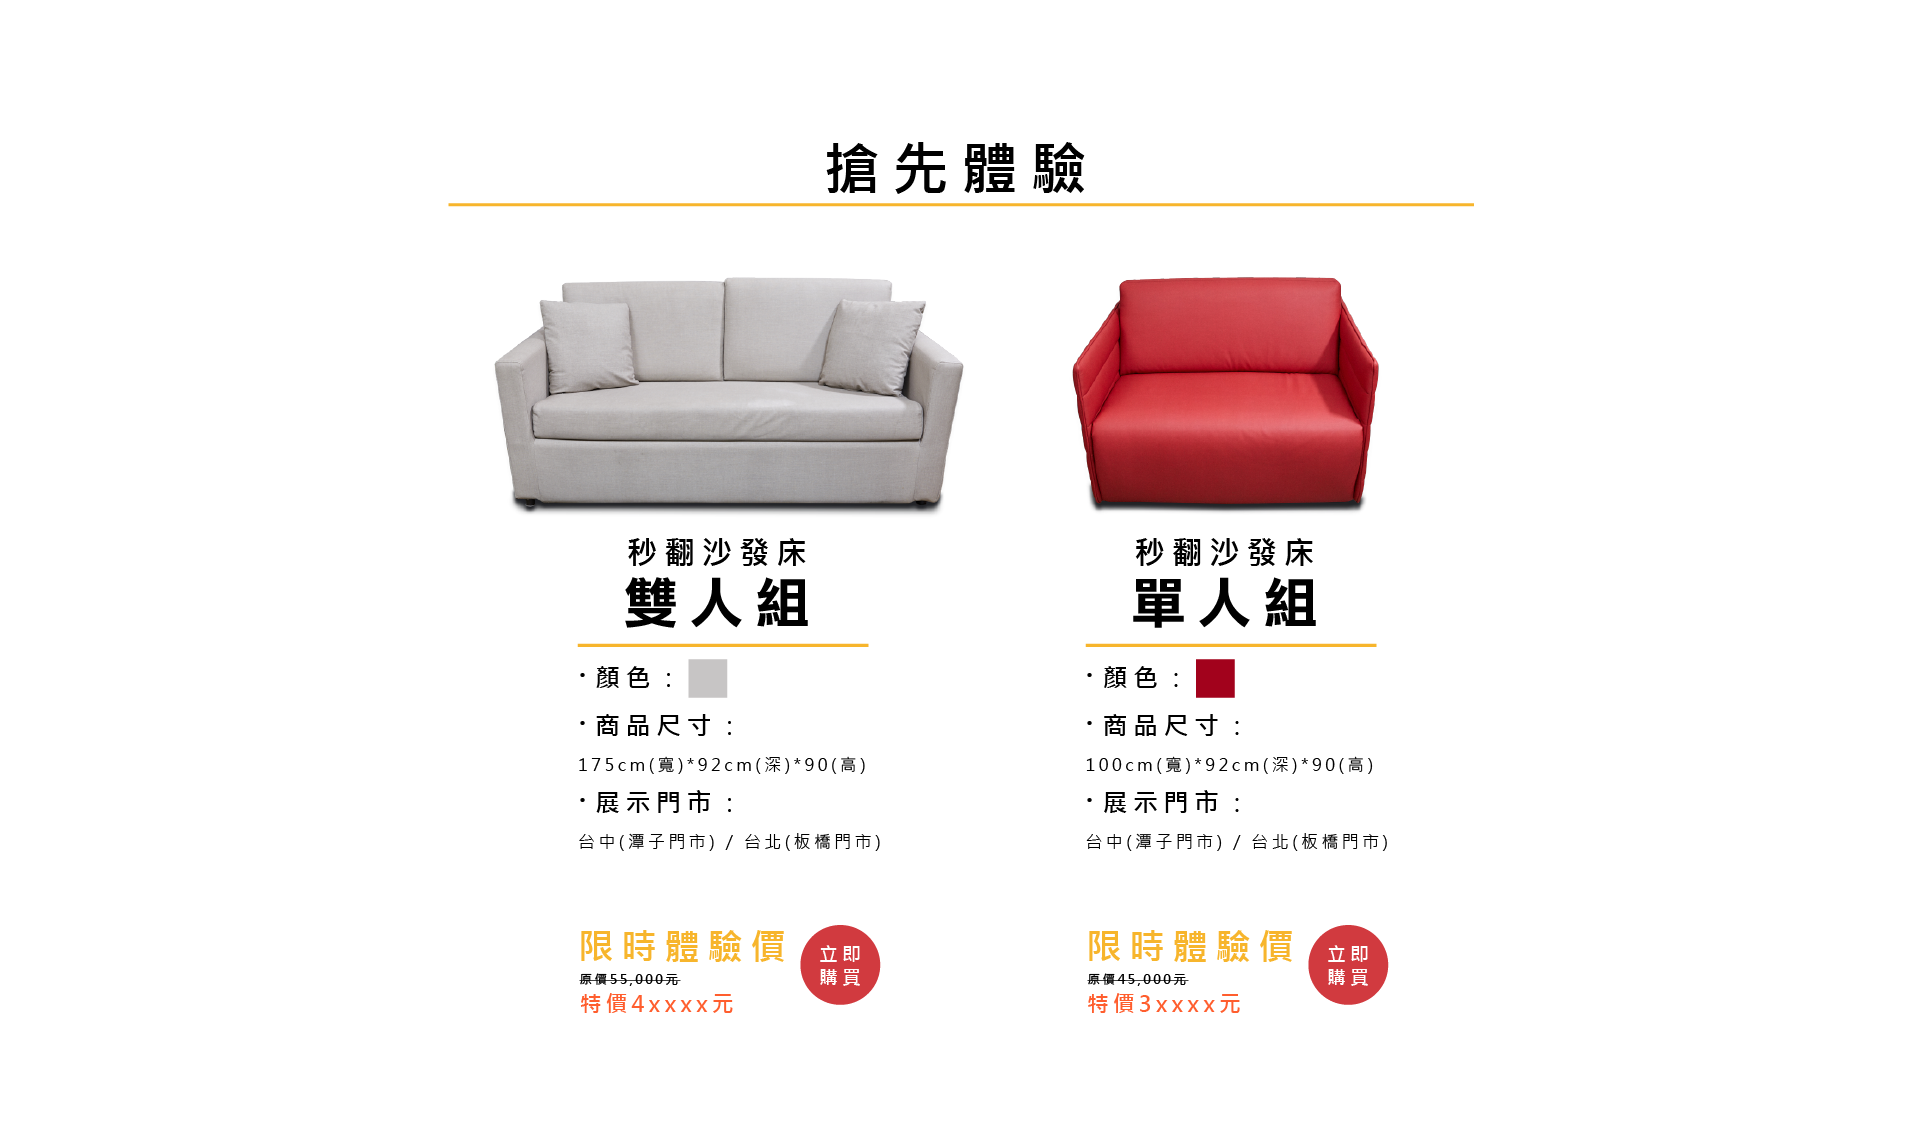 搶先體驗
秒翻沙發床
雙人組
·顏色：
·商品尺寸：
175cm(寬)*92cm(深)*90(高)
·展示門市：
台中(潭子門市) / 台北(板橋門市)
限時體驗價
原價55,000元
特價4xxxx元
立即
購買
秒翻沙發床
單人組
·顏色：
·商品尺寸：
100cm(寬)*92cm(深)*90(高)
·展示門市：
台中(潭子門市) / 台北(板橋門市)
限時體驗價
原價45,000元
特價3xxxx元
立即
購買